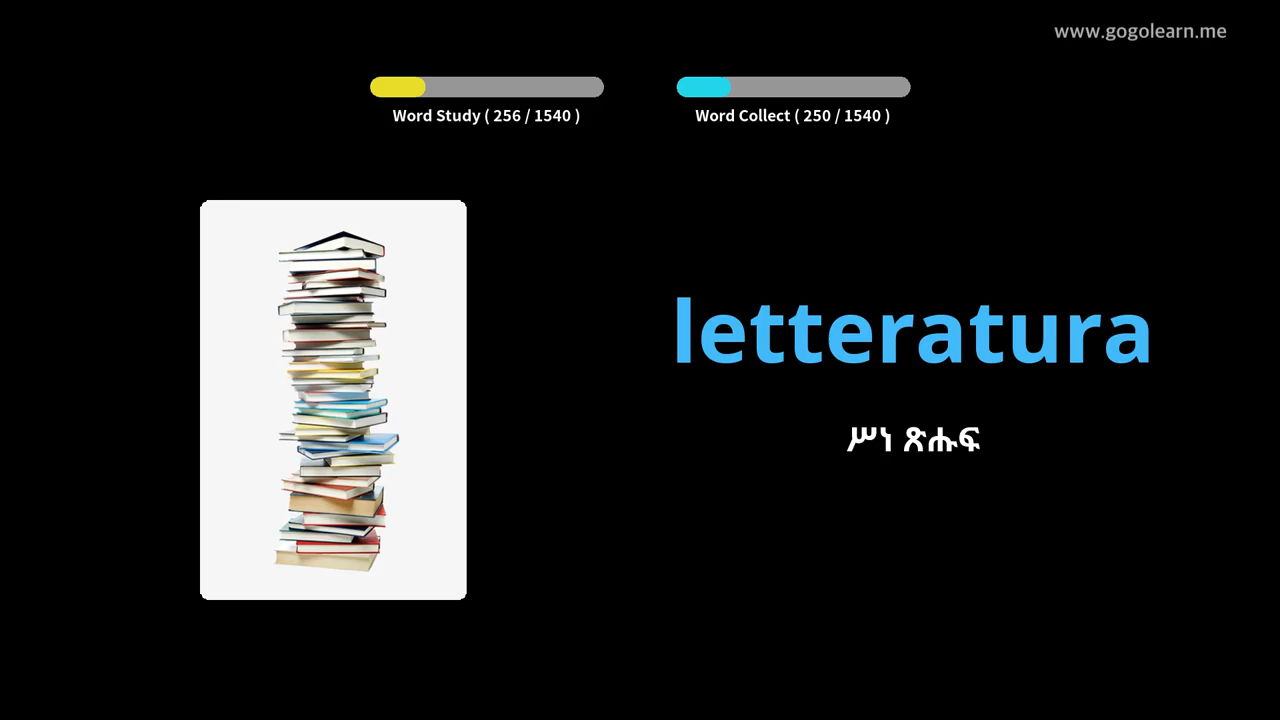 www.gogolearn.me
Word Study ( 256 / 1540 )
Word Collect ( 250 / 1540 )
letteratura
ሥነ ጽሑፍ